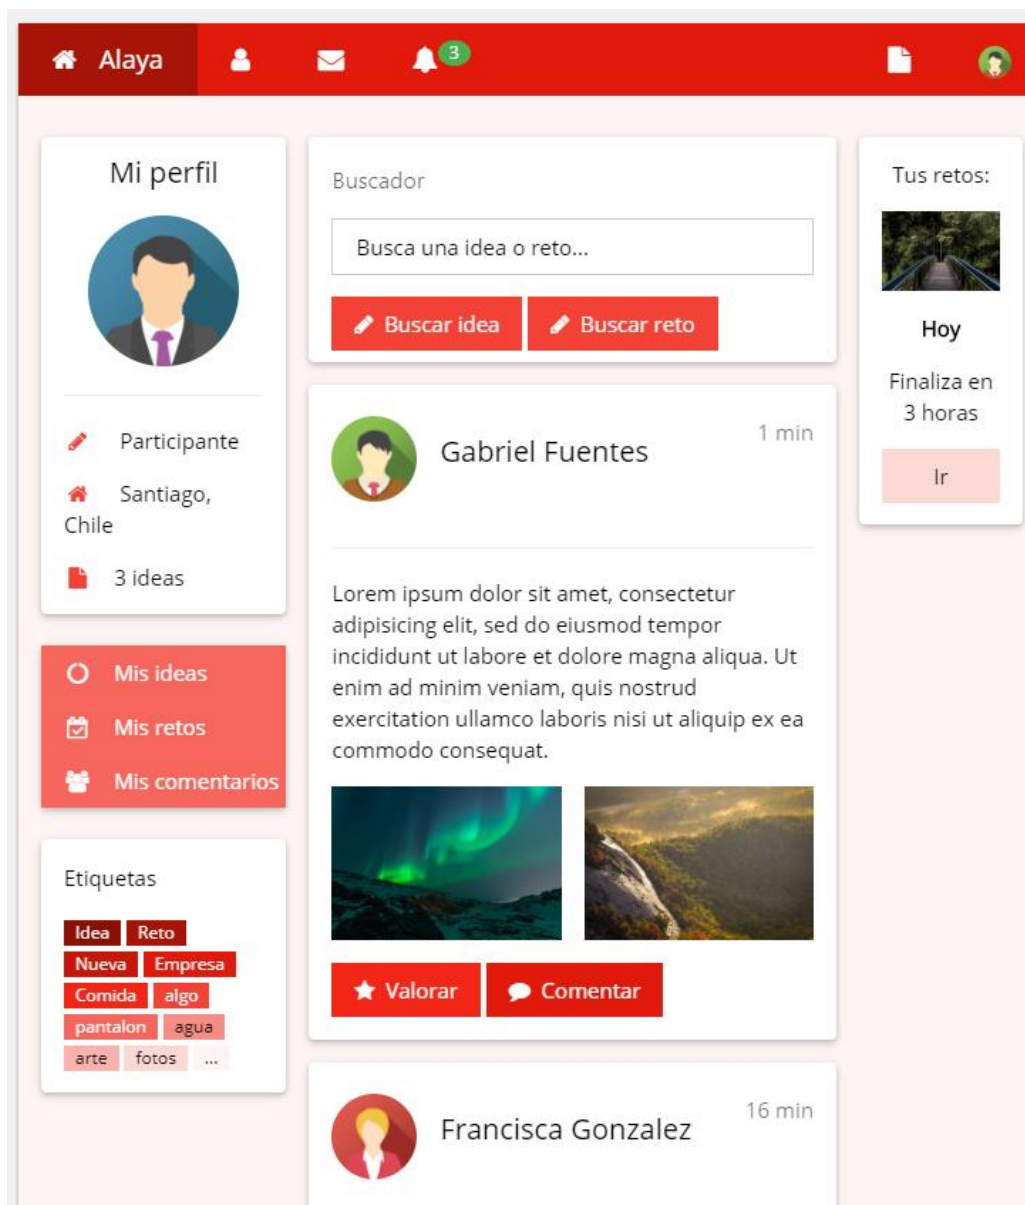 Alaya
3
Mi perfil
Participante
Santiago,
Chile
3 ideas
Mis ideas
Mis retos
Mis comentarios
Etiquetas
Idea Reto
Nueva Empresa
Comida algo
pantalon agua
arte fotos ...
Buscador
Busca una idea o reto...
Buscar idea Buscar reto
Gabriel Fuentes
1 min
Lorem ipsum dolor sit amet, consectetur
adipisicing elit, sed do eiusmod tempor
incididunt ut labore et dolore magna aliqua. Ut
enim ad minim veniam, quis nostrud
exercitation ullamco laboris nisi ut aliquip ex ea
commodo consequat.
Valorar Comentar
Francisca Gonzalez
16 min
Tus retos:
Hoy
Finaliza en
3 horas
Ir